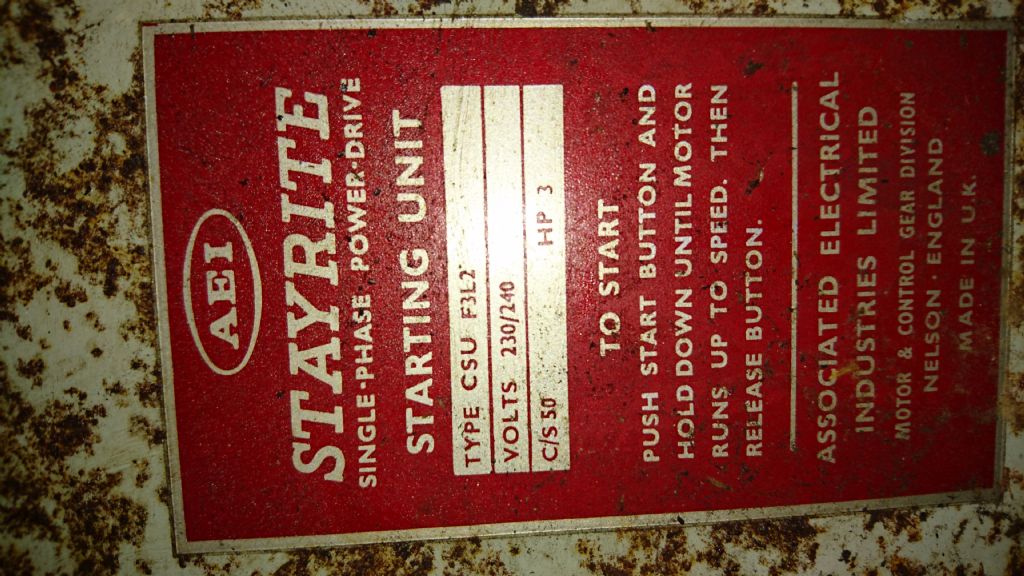 AEI
STAYRITE
SINGLE·PHASE·POWER·DRIVE
STARTING UNIT
TYPE CSU F3L2
VOLTS 230/240
C/S 50 HP 3
TO START
PUSH START BUTTON AND
HOLD DOWN UNTIL MOTOR
RUNS UP TO SPEED. THEN
RELEASE BUTTON.
ASSOCIATED ELECTRICAL
INDUSTRIES LIMITED
MOTOR & CONTROL GEAR DIVISION
NELSON · ENGLAND
MADE IN U.K.